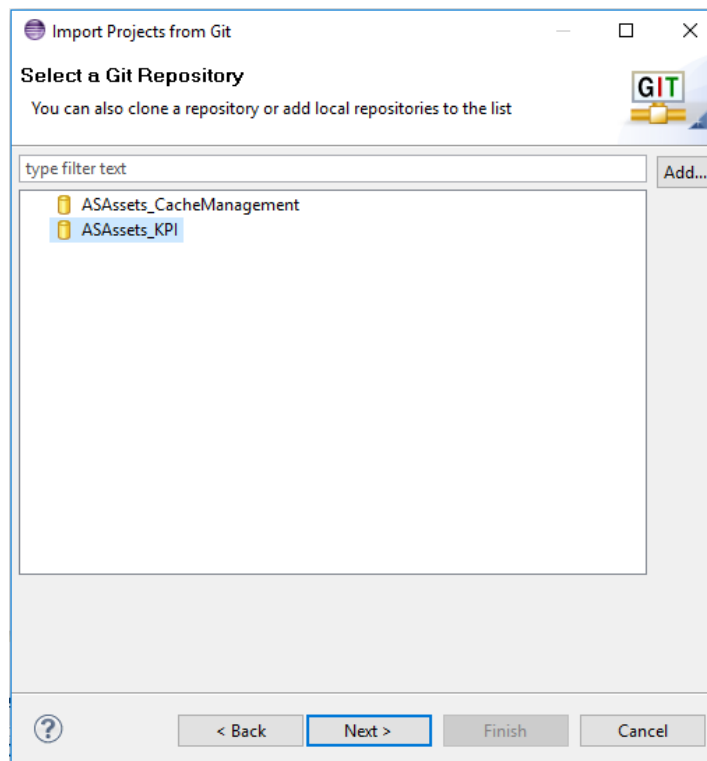 Import Projects from Git
Select a Git Repository
You can also clone a repository or add local repositories to the list
GIT
type filter text
Add...
ASAssets_CacheManagement
ASAssets_KPI
?
< Back
Next >
Finish
Cancel